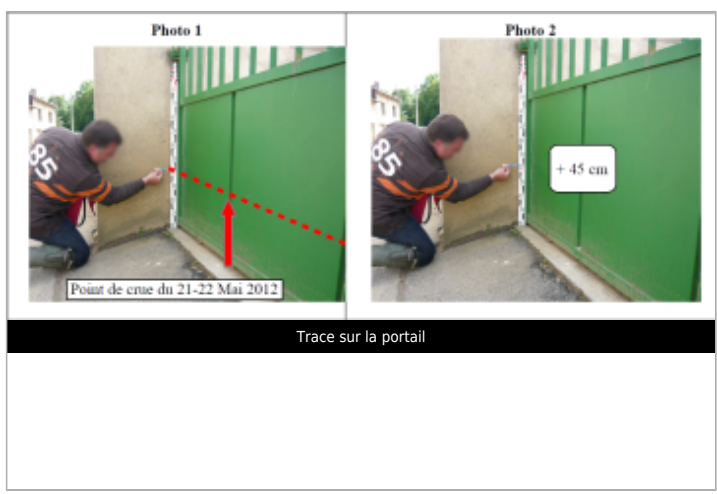 Photo 1
Photo 2
85
85
+ 45 cm
Point de crue du 21-22 Mai 2012
Trace sur la portail